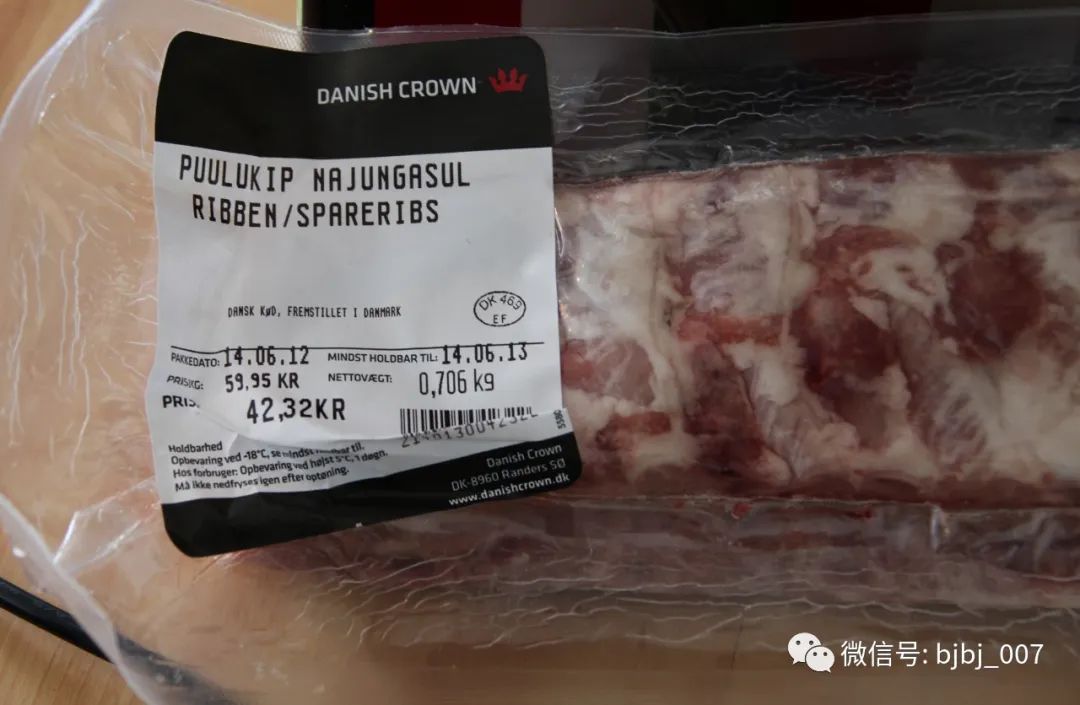 DANISH CROWN
PUULUKIP NAJUNGASUL
RIBBEN/SPARERIBS
DANSK KØD, FREMSTILLET I DANMARK
DK 469
EF
PAKKEDATO: 14.06.12 MINDST HOLDBAR TIL: 14.06.13
PRIS/KG: 59,95 KR NETTOVÆGT: 0,706 kg
PRIS: 42,32KR
Holdbarhed
Opbevaring ved -18°C, se mindst holdbar til.
Hos forbruger: Opbevaring ved højst 5°C, 1 døgn.
Må ikke nedfryses igen efter optøning.
Danish Crown
DK-8960 Randers SØ
www.danishcrown.dk
微信号: bjbj_007